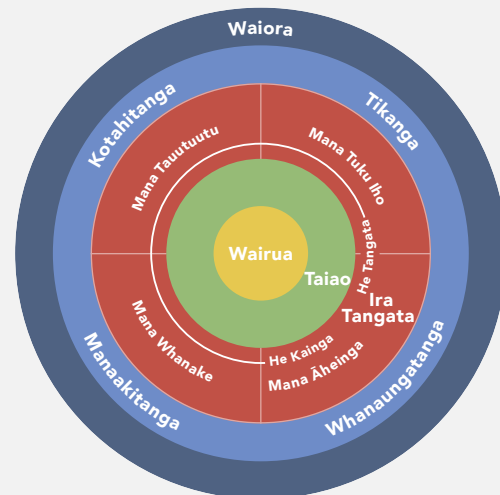 Waiora
Kotahitanga
Tikanga
Mana Tauutuutu
Mana Tuku Iho
Wairua
Taiao
He Tangata
Ira
Tangata
Mana Whanake
He Kainga
Mana Āheinga
Manaakitanga
Whanaungatanga